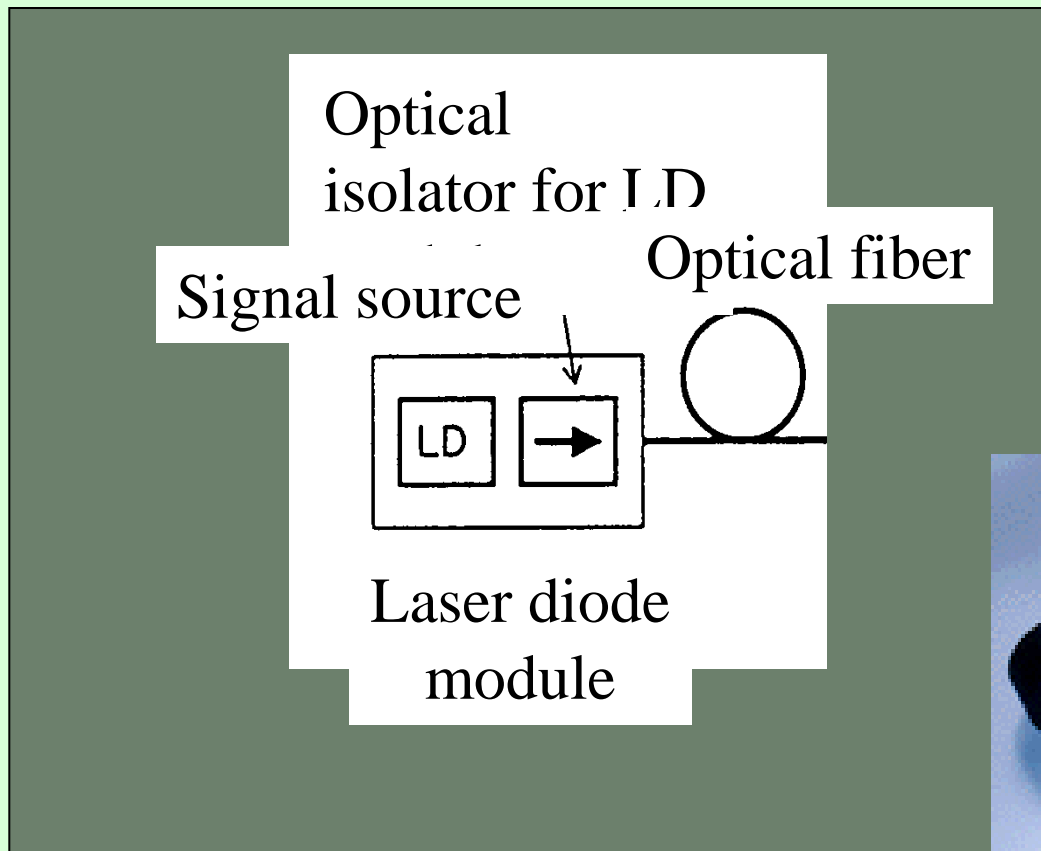 Optical
isolator for LD
Signal source
Optical fiber
LD
Laser diode
module